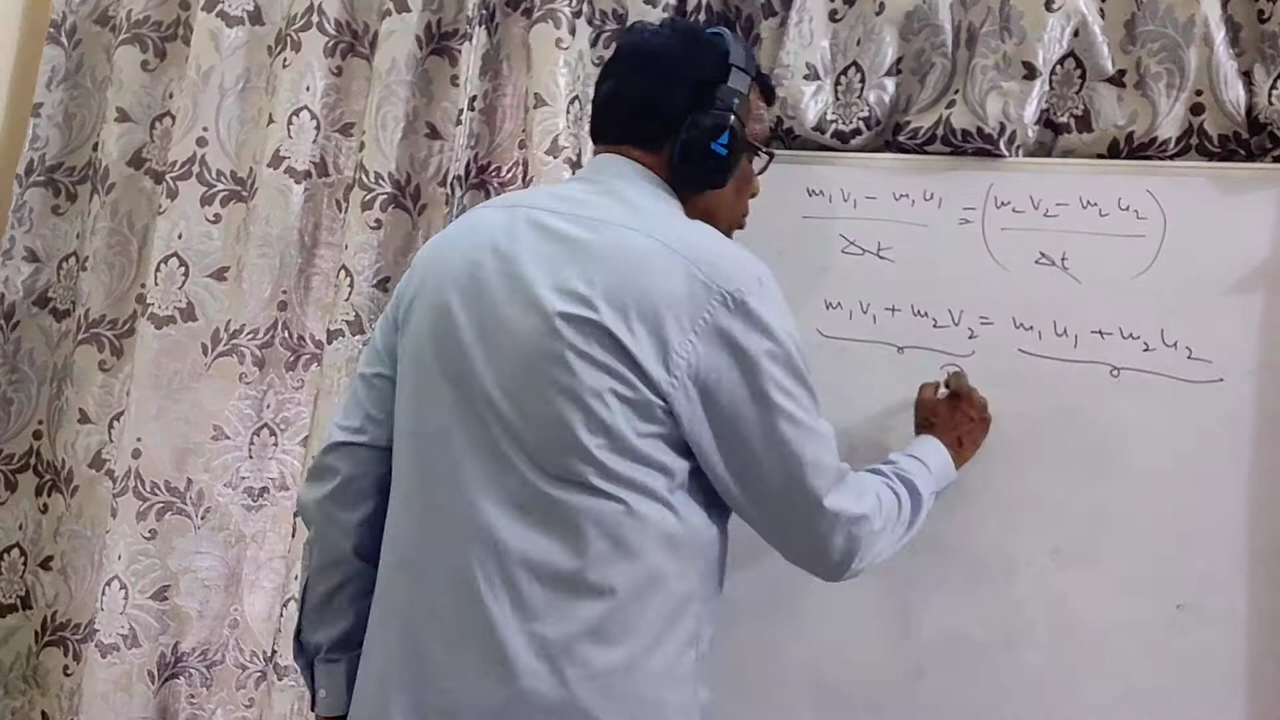 m₁v₁ - m₁u₁ / Δt = (m₂v₂ - m₂u₂ / Δt)
m₁v₁ + m₂v₂ = m₁u₁ + m₂u₂